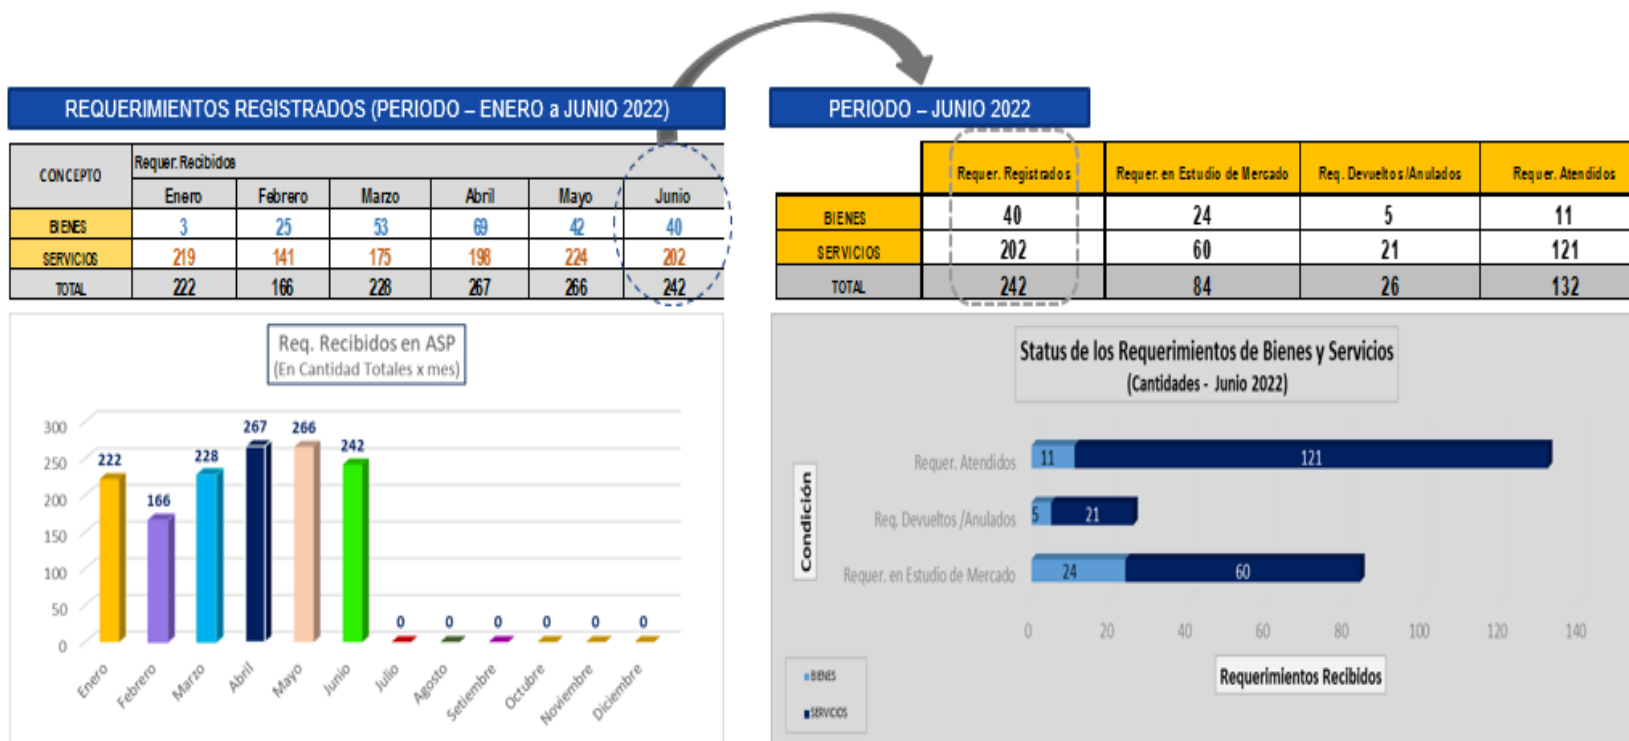 REQUERIMIENTOS REGISTRADOS (PERIODO – ENERO a JUNIO 2022)
CONCEPTO
Requer. Recibidos
Enero Febrero Marzo Abril Mayo Junio
BIENES 3 25 53 69 42 40
SERVICIOS 219 141 175 198 224 202
TOTAL 222 166 228 267 266 242
Req. Recibidos en ASP
(En Cantidad Totales x mes)
300
250
200
150
100
50
0
222 166 228 267 266 242 0 0 0 0 0 0
Enero Febrero Marzo Abril Mayo Junio Julio Agosto Setiembre Octubre Noviembre Diciembre
PERIODO – JUNIO 2022
Requer. Registrados Requer. en Estudio de Mercado Req. Devueltos /Anulados Requer. Atendidos
BIENES 40 24 5 11
SERVICIOS 202 60 21 121
TOTAL 242 84 26 132
Status de los Requerimientos de Bienes y Servicios
(Cantidades - Junio 2022)
Condición
Requer. Atendidos 11 121
Req. Devueltos /Anulados 5 21
Requer. en Estudio de Mercado 24 60
0 20 40 60 80 100 120 140
Requerimientos Recibidos
BIENES
SERVICIOS